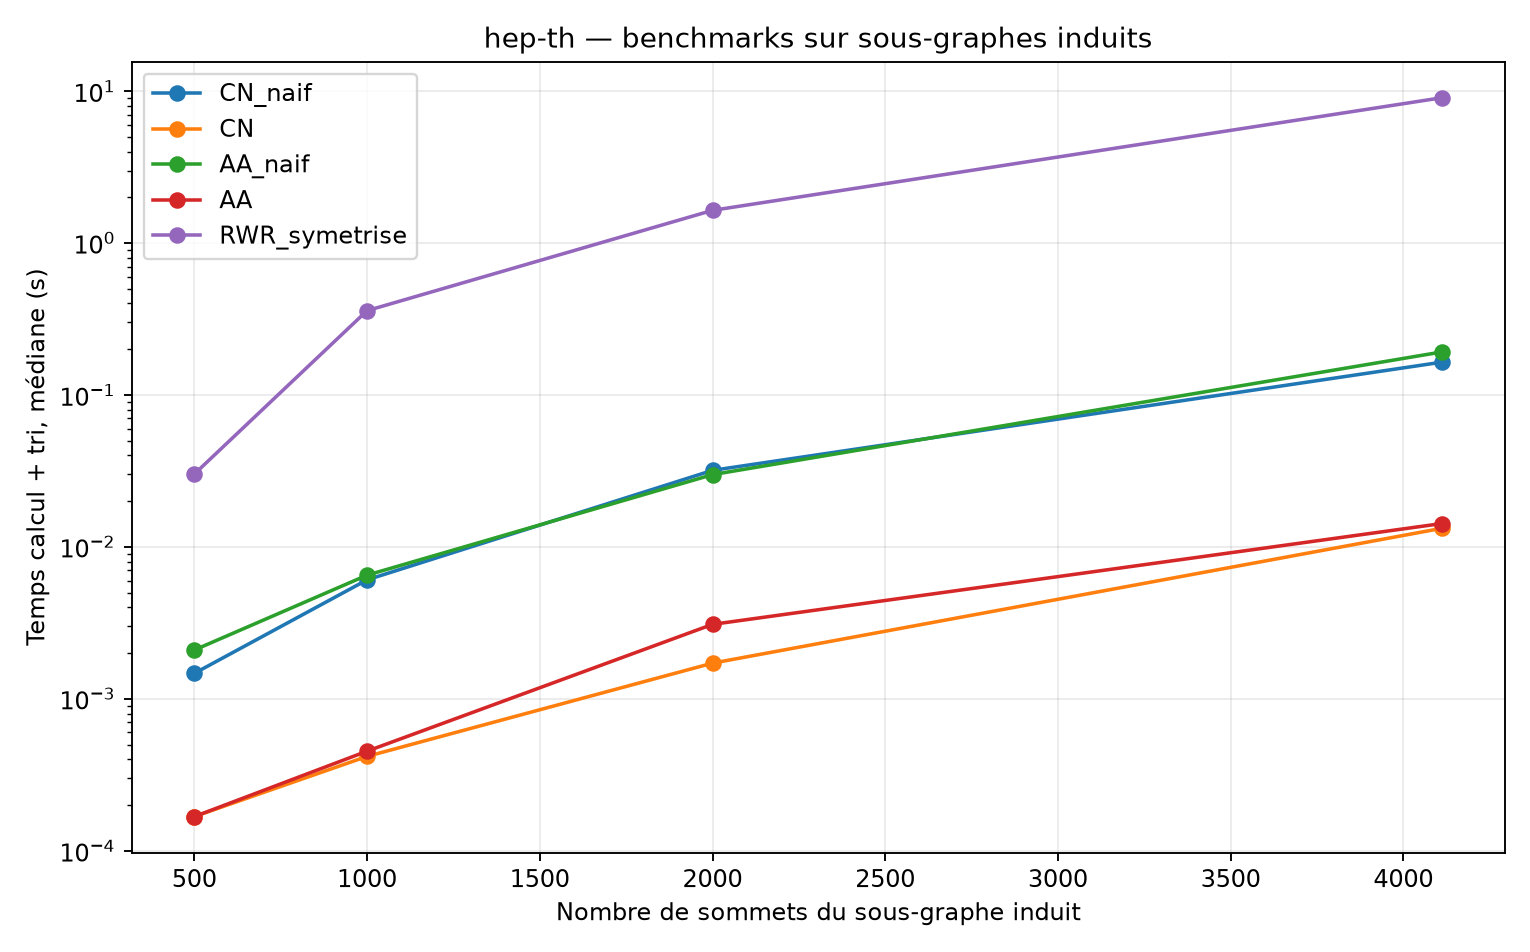 hep-th — benchmarks sur sous-graphes induits
CN_naif
CN
AA_naif
AA
RWR_symetrise
Temps calcul + tri, médiane (s)
10¹
10⁰
10⁻¹
10⁻²
10⁻³
10⁻⁴
500 1000 1500 2000 2500 3000 3500 4000
Nombre de sommets du sous-graphe induit